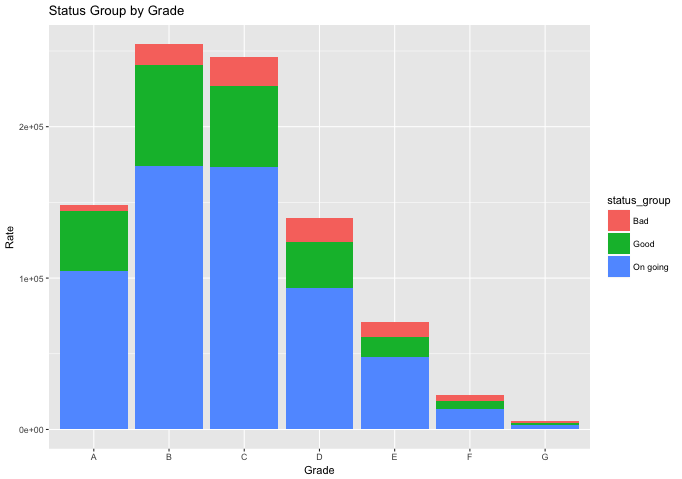 Status Group by Grade
Rate
2e+05
1e+05
0e+00
A B C D E F G
Grade
status_group
Bad
Good
On going